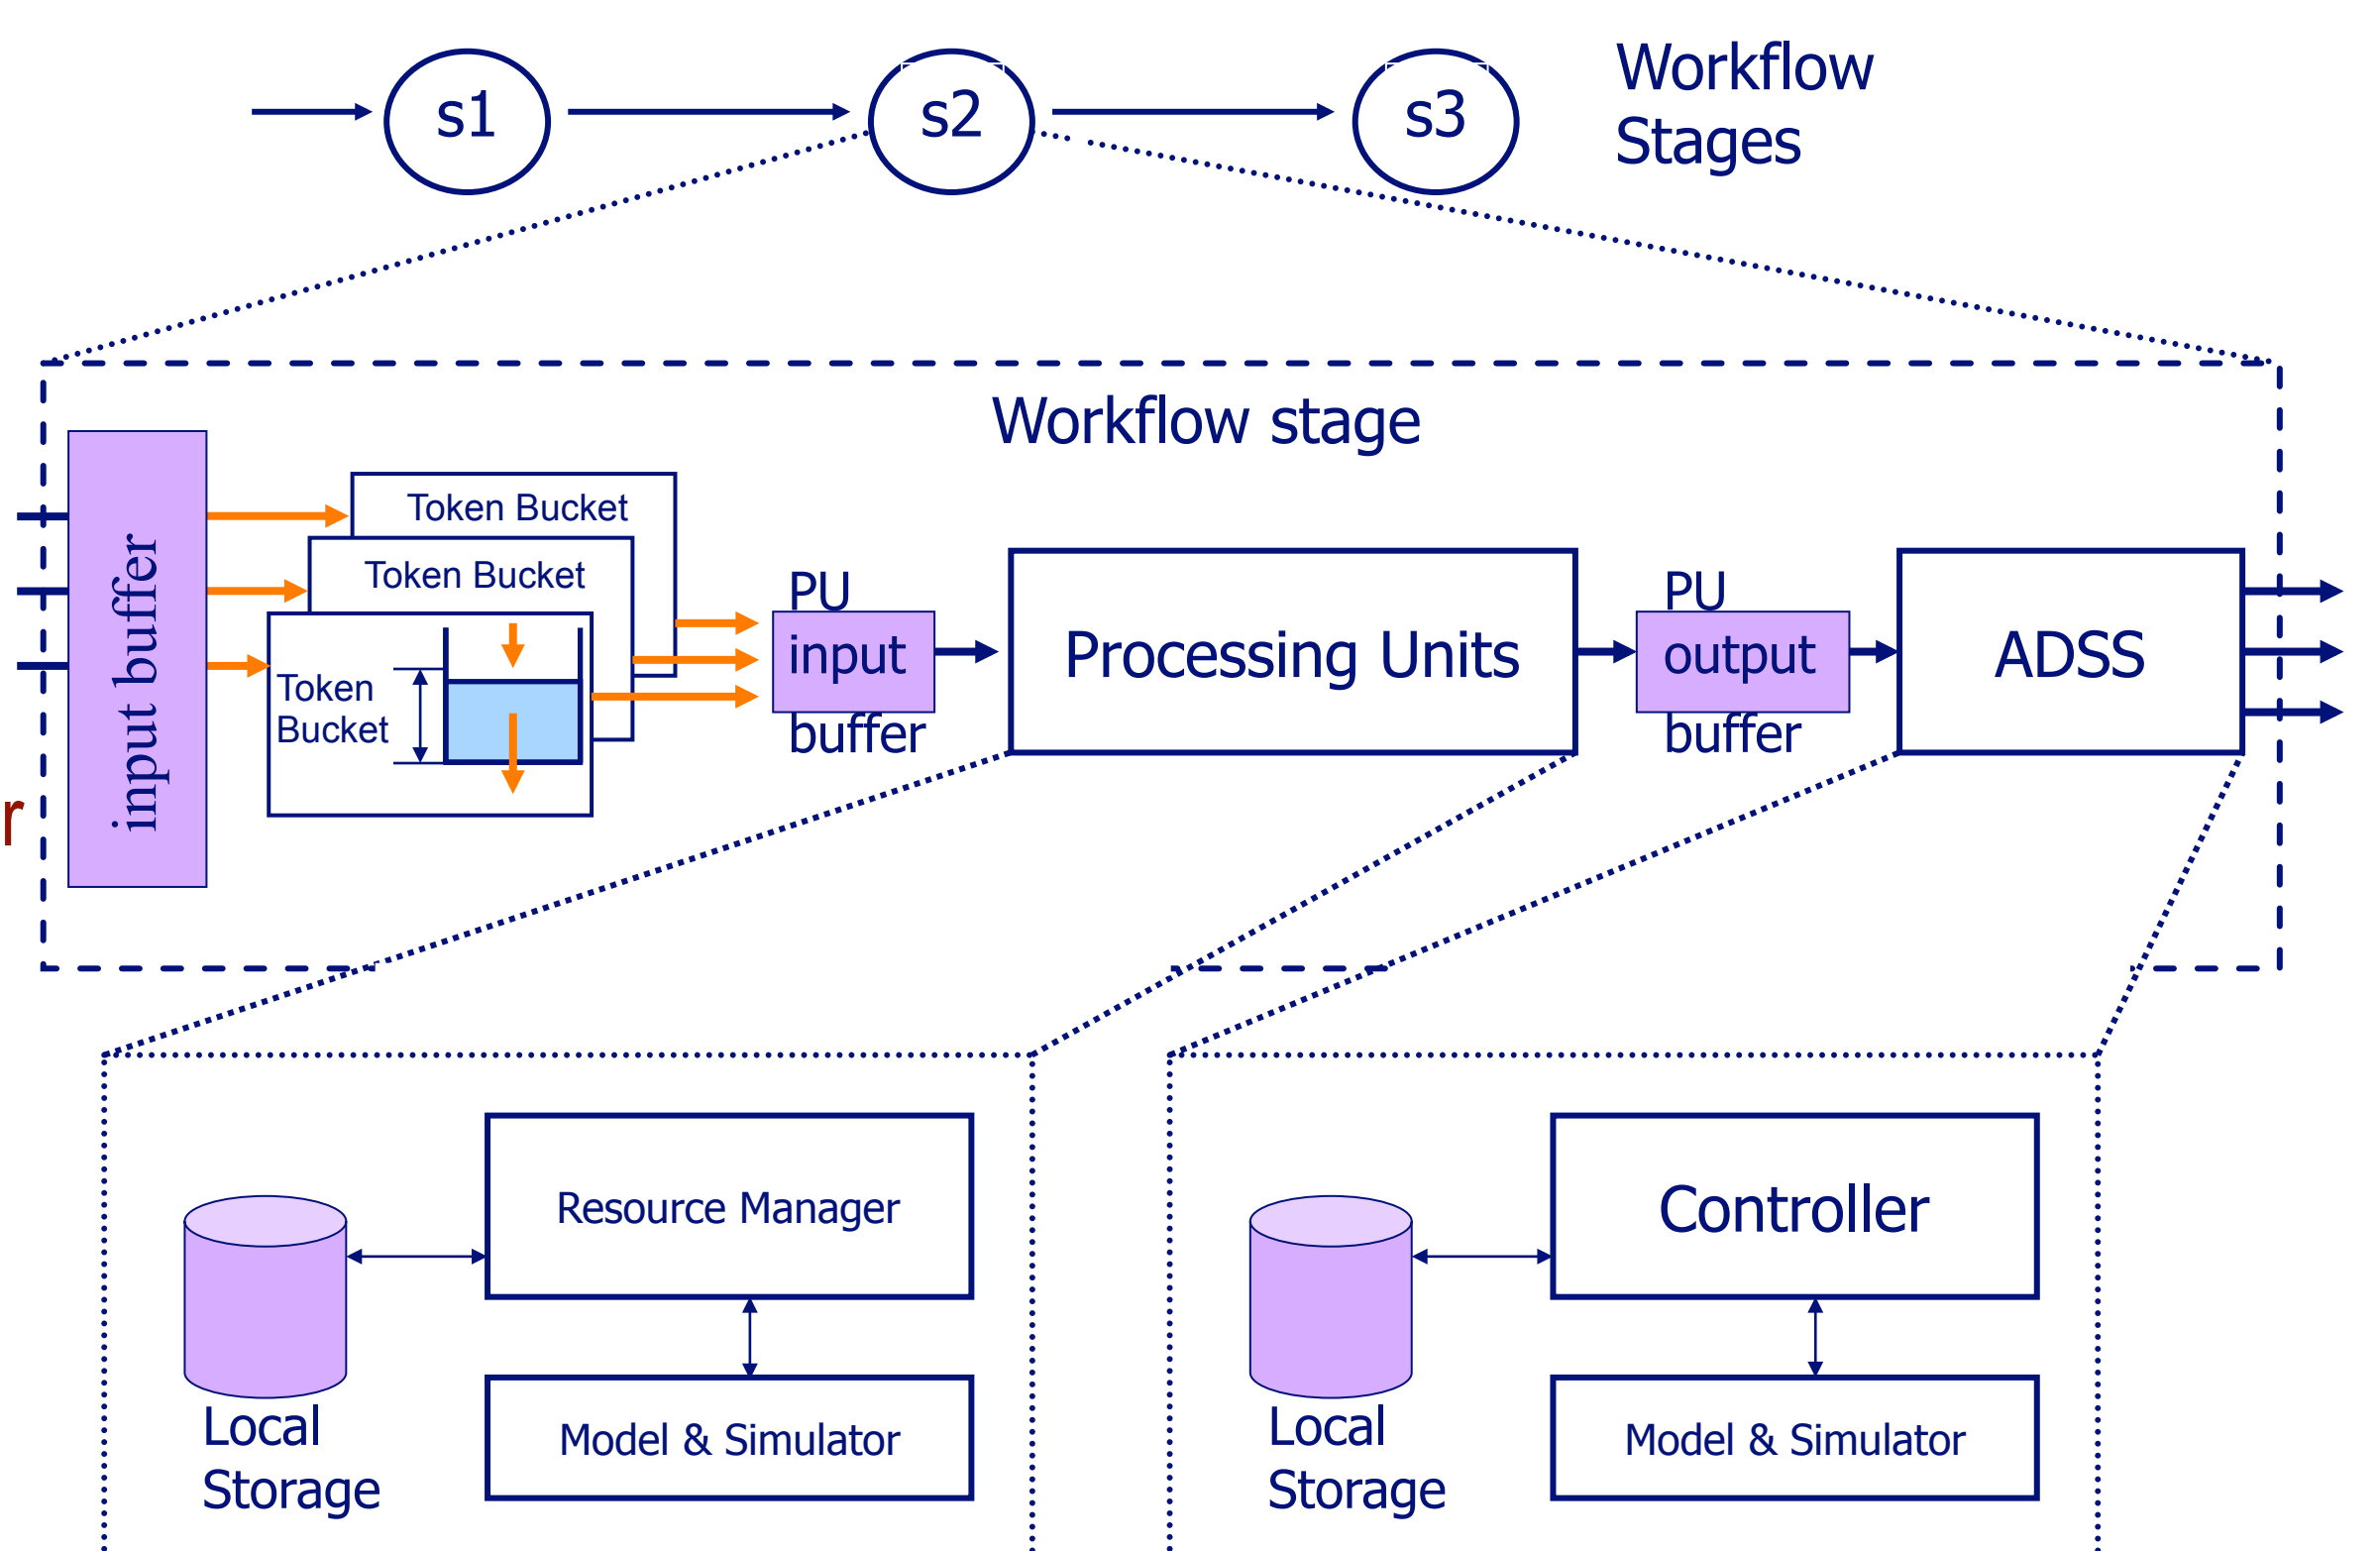 s1
s2
s3
Workflow
Stages
Workflow stage
input buffer
Token Bucket
Token Bucket
Token
Bucket
PU
input
buffer
Processing Units
PU
output
buffer
ADSS
r
Resource Manager
Model & Simulator
Local
Storage
Controller
Model & Simulator
Local
Storage